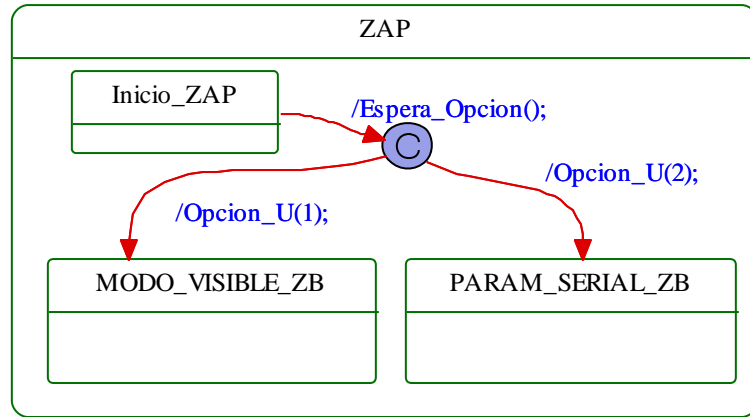 ZAP
Inicio_ZAP
/Espera_Opcion();
C
/Opcion_U(2);
/Opcion_U(1);
MODO_VISIBLE_ZB
PARAM_SERIAL_ZB